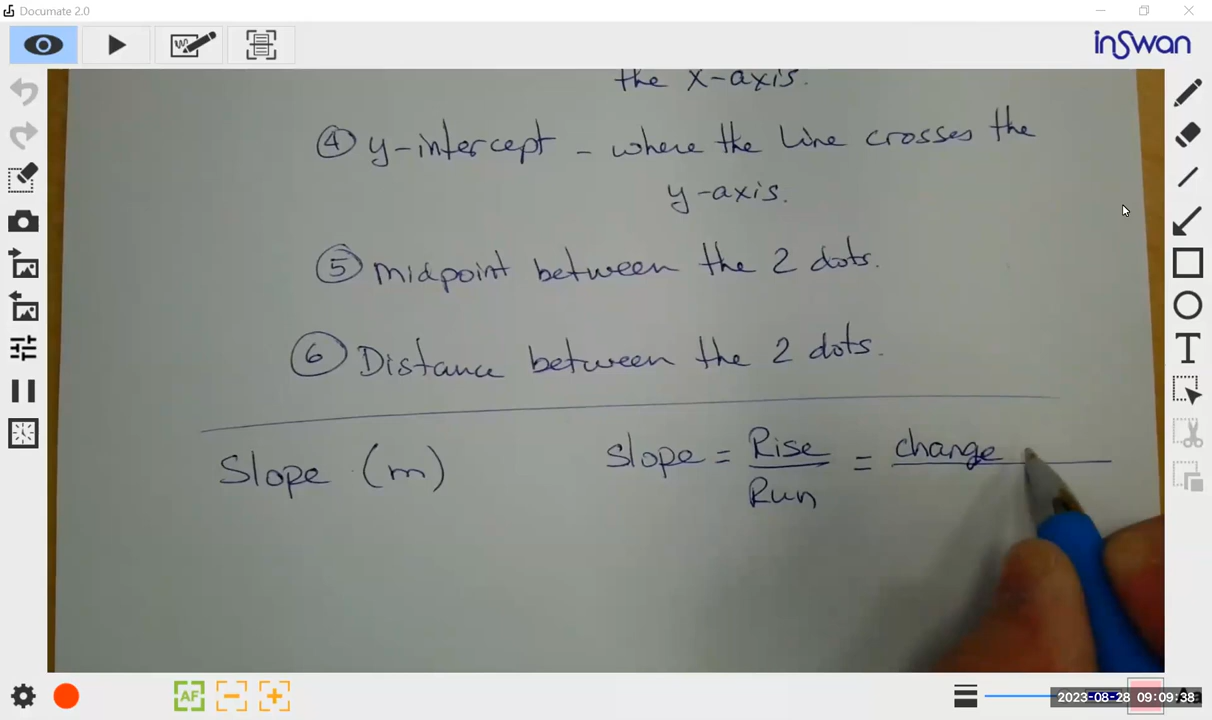 Documate 2.0
inswan
the x-axis.
④ y-intercept - where the line crosses the
y-axis.
⑤ Midpoint between the 2 dots.
⑥ Distance between the 2 dots.
Slope (m) slope = Rise / Run = change
AF
2023-08-28 09:09:38